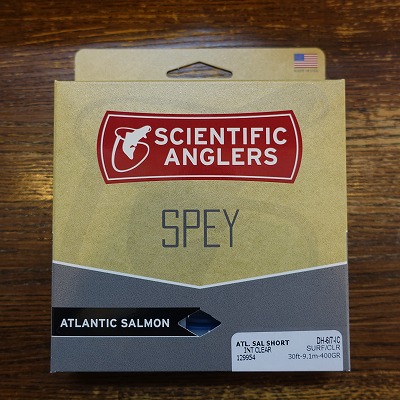 SCIENTIFIC
ANGLERS
SPEY
ATLANTIC SALMON
ATL. SAL SHORT
INT CLEAR
129954
DH-6/7-IC
SURF/CLR
30ft-9.1m-400GR